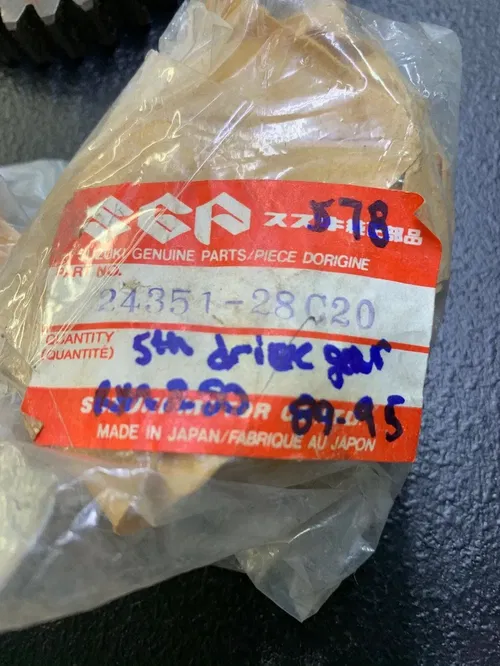 SGP スズキ純正部品 578
SUZUKI GENUINE PARTS/PIECE DORIGINE
PART NO.
24351-28C20
QUANTITY
(QUANTITÉ)
5th drive gear
89-95
MADE IN JAPAN/FABRIQUE AU JAPON